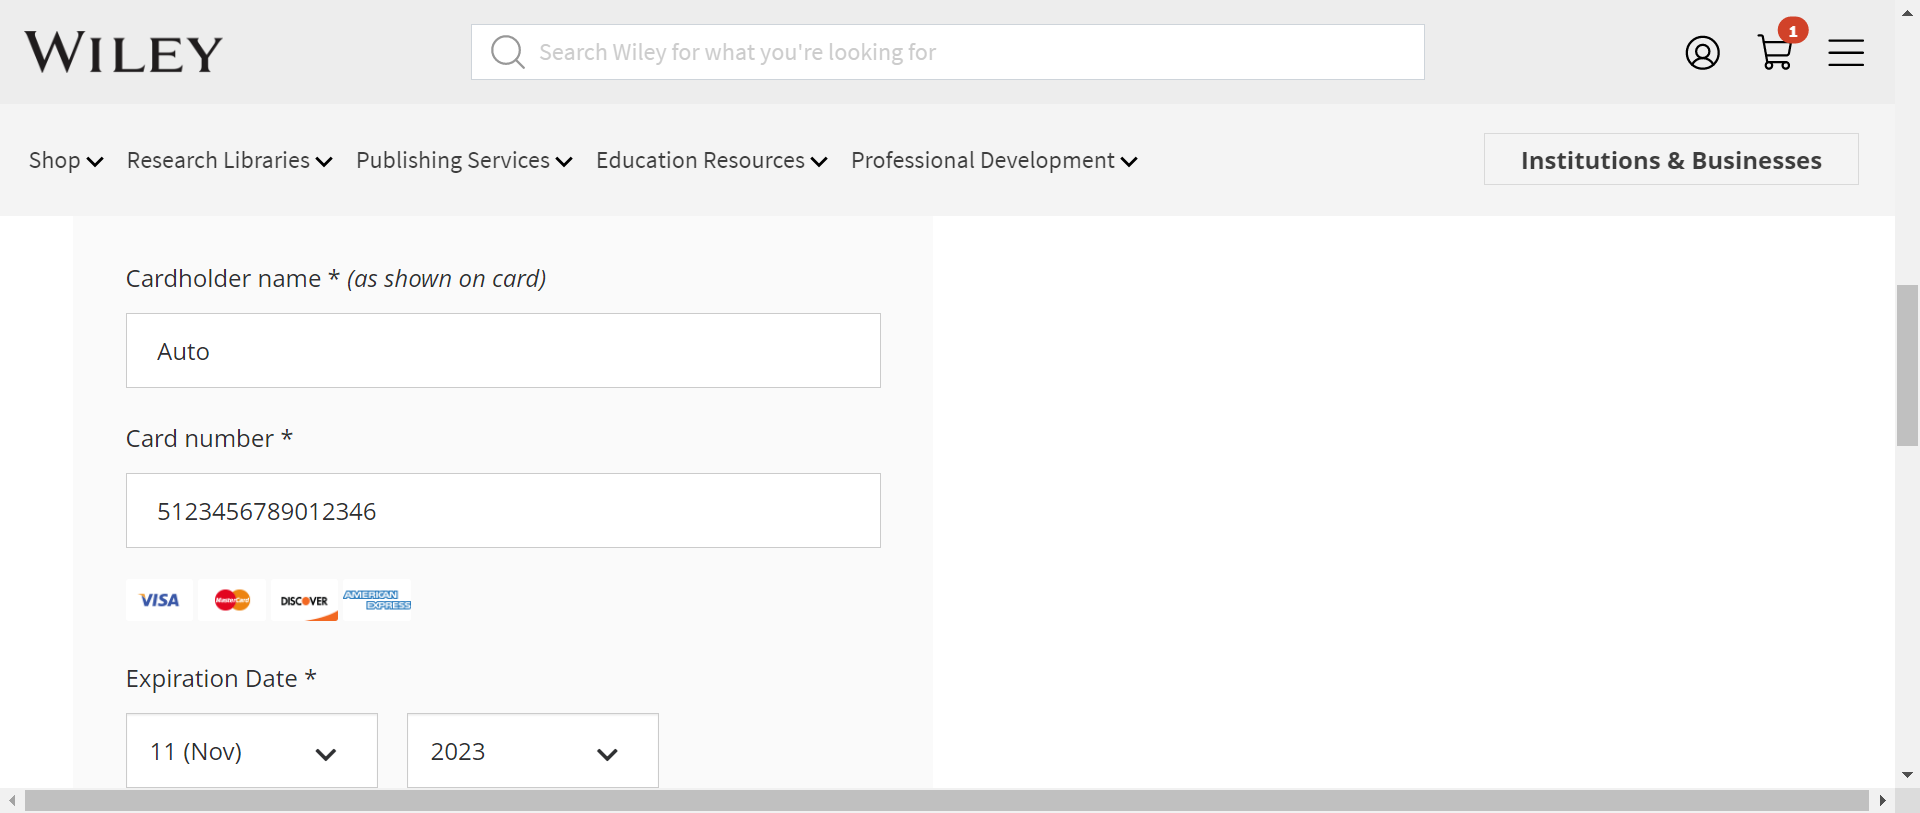 WILEY
Search Wiley for what you're looking for
1
Shop Research Libraries Publishing Services Education Resources Professional Development Institutions & Businesses
Cardholder name * (as shown on card)
Auto
Card number *
5123456789012346
VISA MasterCard DISCOVER AMERICAN EXPRESS
Expiration Date *
11 (Nov) 2023